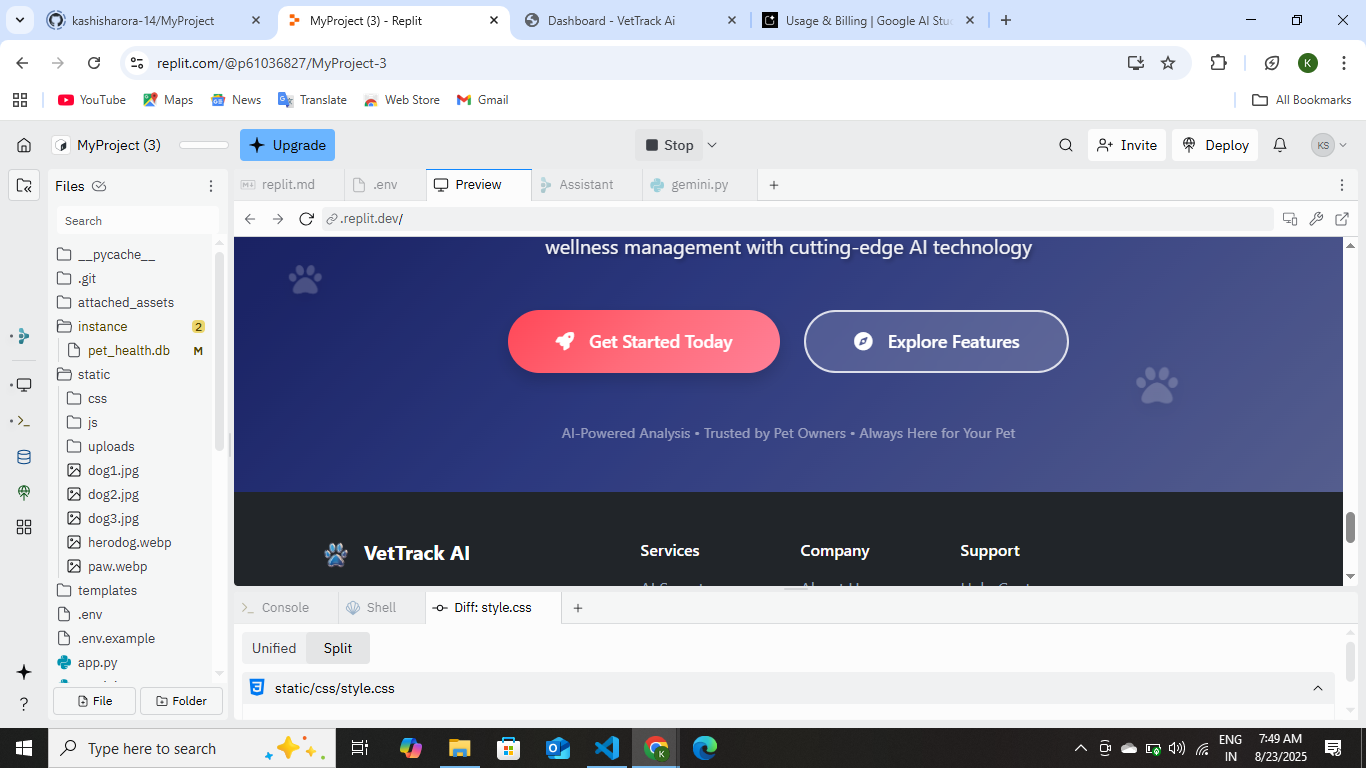 kashisharora-14/MyProject
MyProject (3) - Replit
Dashboard - VetTrack Ai
Usage & Billing | Google AI Stu
replit.com/@p61036827/MyProject-3
K
YouTube
Maps
News
Translate
Web Store
Gmail
All Bookmarks
MyProject (3)
Upgrade
Stop
Invite
Deploy
KS
Files
replit.md
.env
Preview
Assistant
gemini.py
Search
.replit.dev/
__pycache__
.git
attached_assets
instance 2
pet_health.db M
static
css
js
uploads
dog1.jpg
dog2.jpg
dog3.jpg
herodog.webp
paw.webp
templates
.env
.env.example
app.py
File
Folder
wellness management with cutting-edge AI technology
Get Started Today
Explore Features
AI-Powered Analysis • Trusted by Pet Owners • Always Here for Your Pet
VetTrack AI
Services
Company
Support
Console
Shell
Diff: style.css
Unified
Split
static/css/style.css
Type here to search
ENG
IN
7:49 AM
8/23/2025